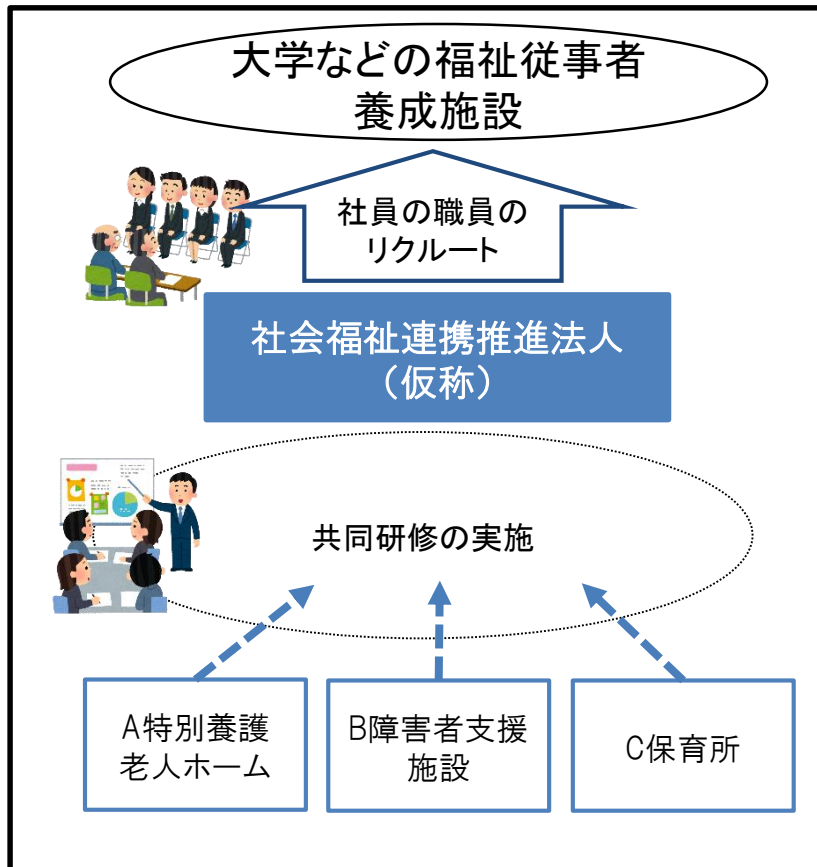 大学などの福祉従事者
養成施設
社員の職員の
リクルート
社会福祉連携推進法人
（仮称）
共同研修の実施
A特別養護
老人ホーム
B障害者支援
施設
C保育所